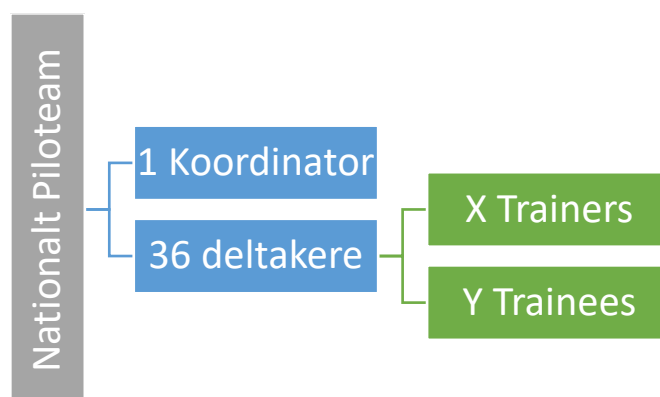 Nationalt Piloteam
1 Koordinator
36 deltakere
X Trainers
Y Trainees